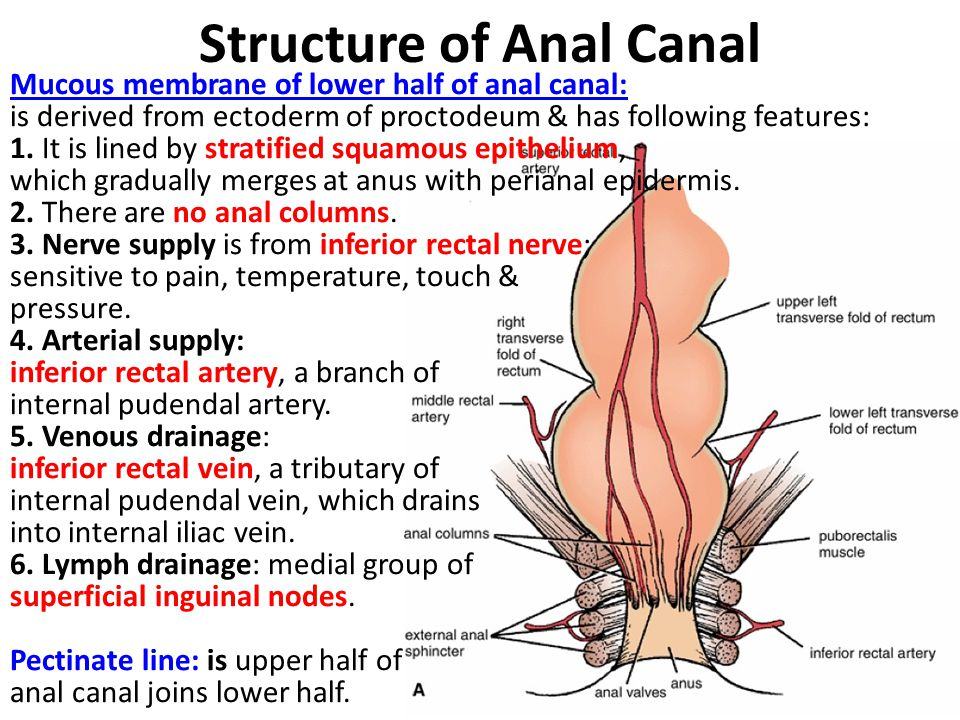 Structure of Anal Canal
Mucous membrane of lower half of anal canal:
is derived from ectoderm of proctodeum & has following features:
1. It is lined by stratified squamous epithelium,
which gradually merges at anus with perianal epidermis.
2. There are no anal columns.
3. Nerve supply is from inferior rectal nerve;
sensitive to pain, temperature, touch &
pressure.
4. Arterial supply:
inferior rectal artery, a branch of
internal pudendal artery.
5. Venous drainage:
inferior rectal vein, a tributary of
internal pudendal vein, which drains
into internal iliac vein.
6. Lymph drainage: medial group of
superficial inguinal nodes.
Pectinate line: is upper half of
anal canal joins lower half.
superior rectal
artery
upper left
transverse fold of rectum
right
transverse
fold of
rectum
middle rectal
artery
lower left transverse
fold of rectum
anal columns
puborectalis
muscle
external anal
sphincter
inferior rectal artery
anus
anal valves
A